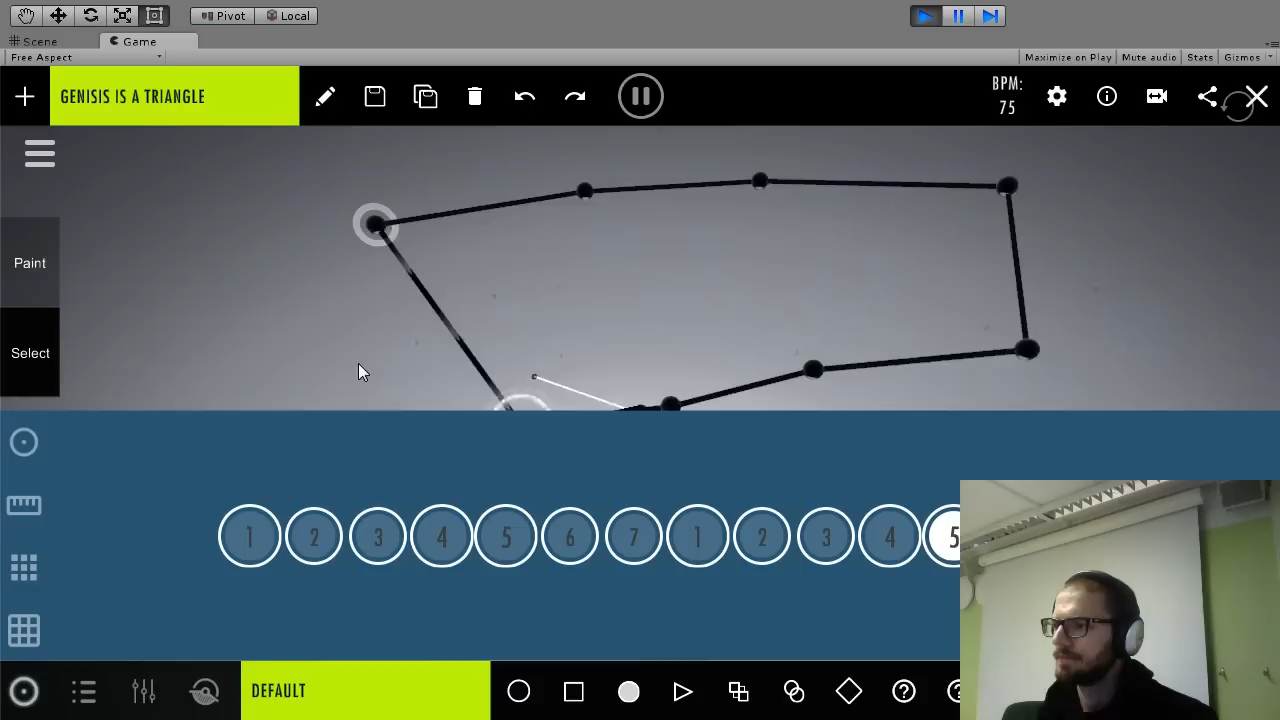 Pivot Local
Scene Game
Free Aspect Maximize on Play Mute audio Stats Gizmos
GENISIS IS A TRIANGLE BPM:
75
Paint
Select
1 2 3 4 5 6 7 1 2 3 4 5
DEFAULT ? ?